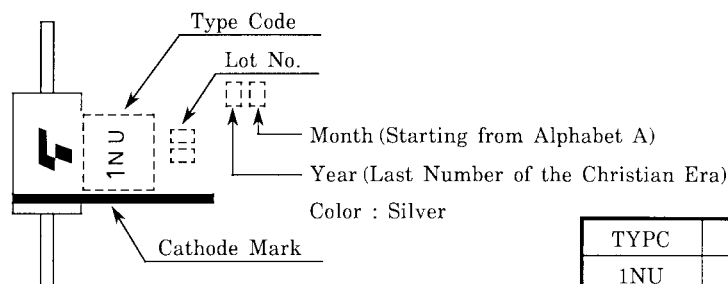 Type Code
Lot No.
1NU
Month (Starting from Alphabet A)
Year (Last Number of the Christian Era)
Color : Silver
Cathode Mark
TYPC
1NU